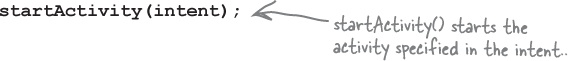 startActivity(intent);
startActivity() starts the
activity specified in the intent..